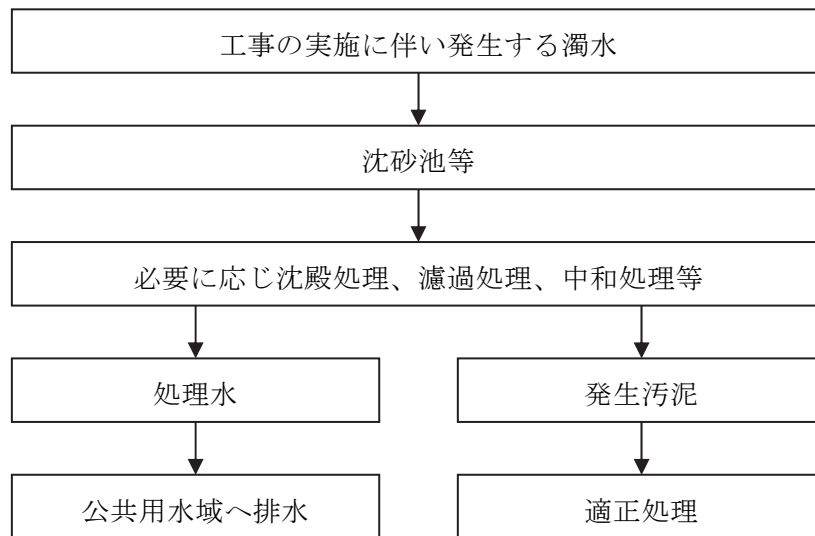 工事の実施に伴い発生する濁水
沈砂池等
必要に応じ沈殿処理、濾過処理、中和処理等
処理水
発生汚泥
公共用水域へ排水
適正処理